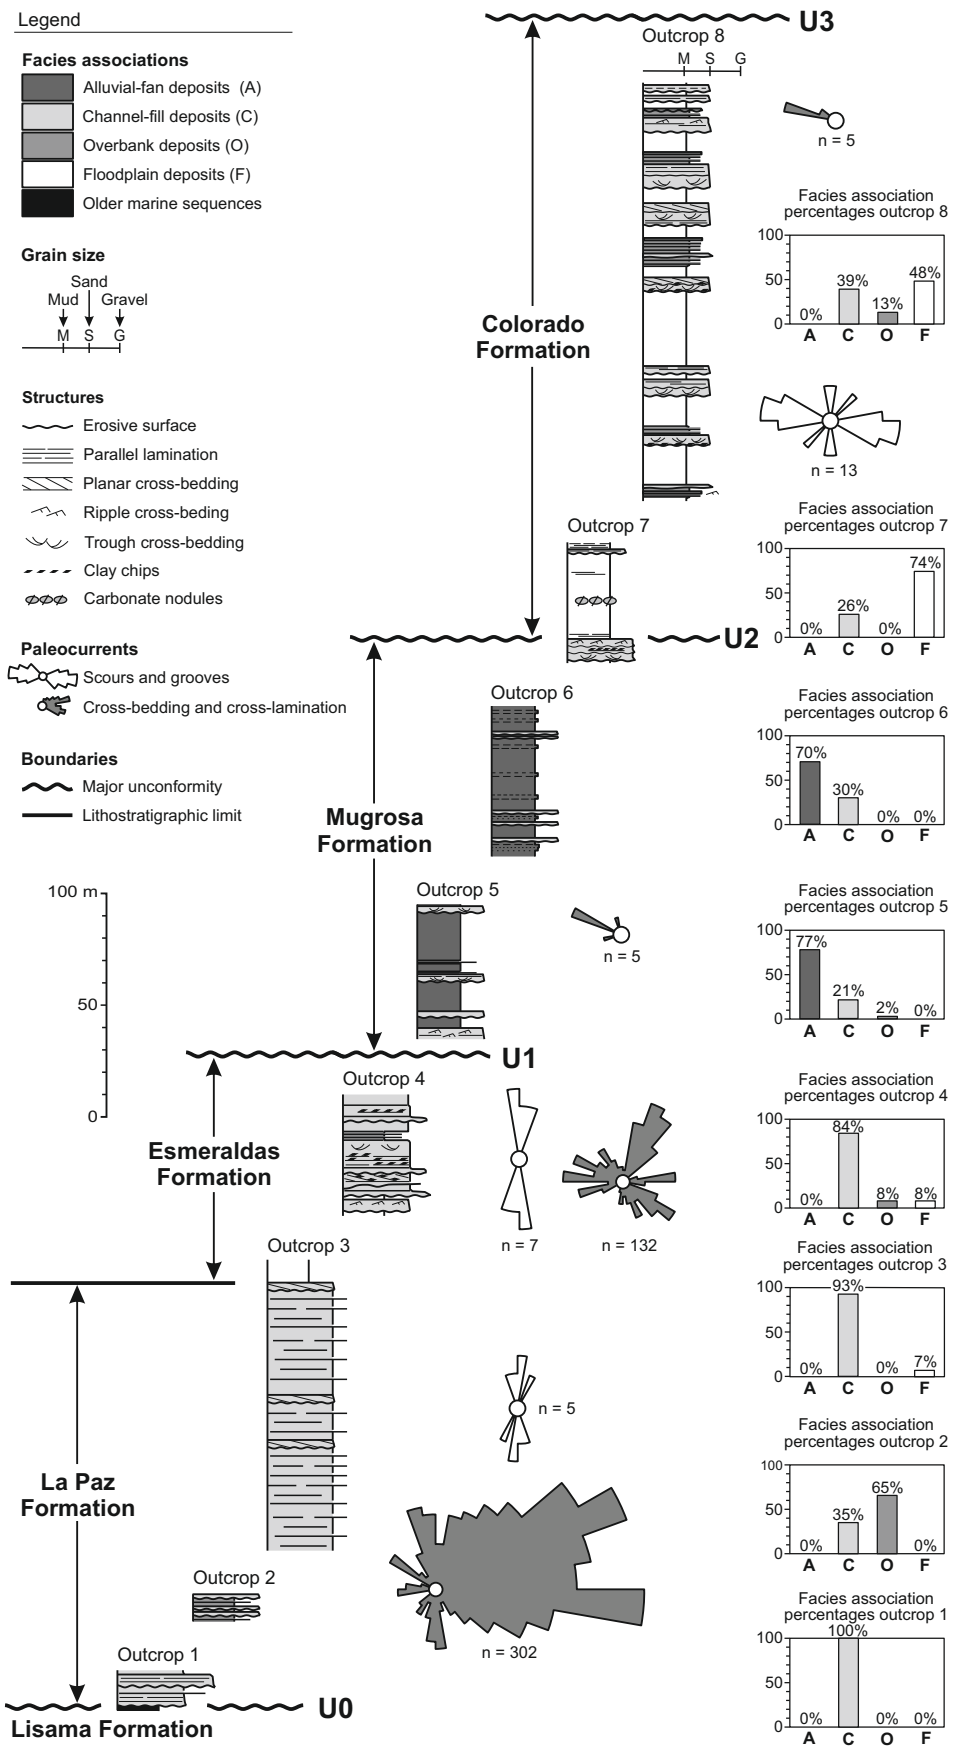 Legend
Facies associations
Alluvial-fan deposits (A)
Channel-fill deposits (C)
Overbank deposits (O)
Floodplain deposits (F)
Older marine sequences
Grain size
Sand
Mud Gravel
M S G
Structures
Erosive surface
Parallel lamination
Planar cross-bedding
Ripple cross-beding
Trough cross-bedding
Clay chips
Carbonate nodules
Paleocurrents
Scours and grooves
Cross-bedding and cross-lamination
Boundaries
Major unconformity
Lithostratigraphic limit
100 m
50
0
U3
Outcrop 8
M S G
n = 5
Colorado
Formation
Facies association
percentages outcrop 8
100
50
0
0% 39% 13% 48%
A C O F
n = 13
Outcrop 7
Facies association
percentages outcrop 7
100
50
0
0% 26% 0% 74%
A C O F
U2
Outcrop 6
Mugrosa
Formation
Facies association
percentages outcrop 6
100
50
0
70% 30% 0% 0%
A C O F
Outcrop 5
n = 5
Facies association
percentages outcrop 5
100
50
0
77% 21% 2% 0%
A C O F
U1
Outcrop 4
Esmeraldas
Formation
n = 7
n = 132
Facies association
percentages outcrop 4
100
50
0
0% 84% 8% 8%
A C O F
Outcrop 3
n = 5
Facies association
percentages outcrop 3
100
50
0
0% 93% 0% 7%
A C O F
La Paz
Formation
n = 302
Outcrop 2
Facies association
percentages outcrop 2
100
50
0
0% 35% 65% 0%
A C O F
Outcrop 1
Facies association
percentages outcrop 1
100
50
0
0% 100% 0% 0%
A C O F
U0
Lisama Formation